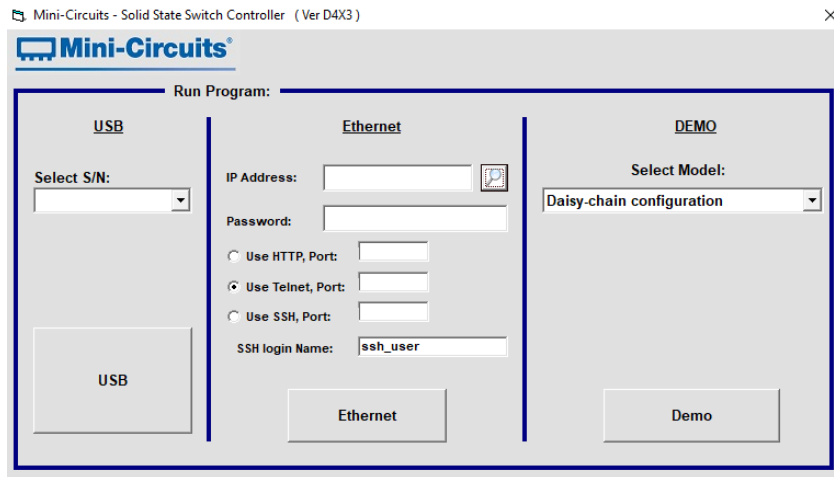 Mini-Circuits - Solid State Switch Controller ( Ver D4X3 )
Mini-Circuits®
Run Program:
USB
Select S/N:
USB
Ethernet
IP Address:
Password:
Use HTTP, Port:
Use Telnet, Port:
Use SSH, Port:
SSH login Name: ssh_user
Ethernet
DEMO
Select Model:
Daisy-chain configuration
Demo